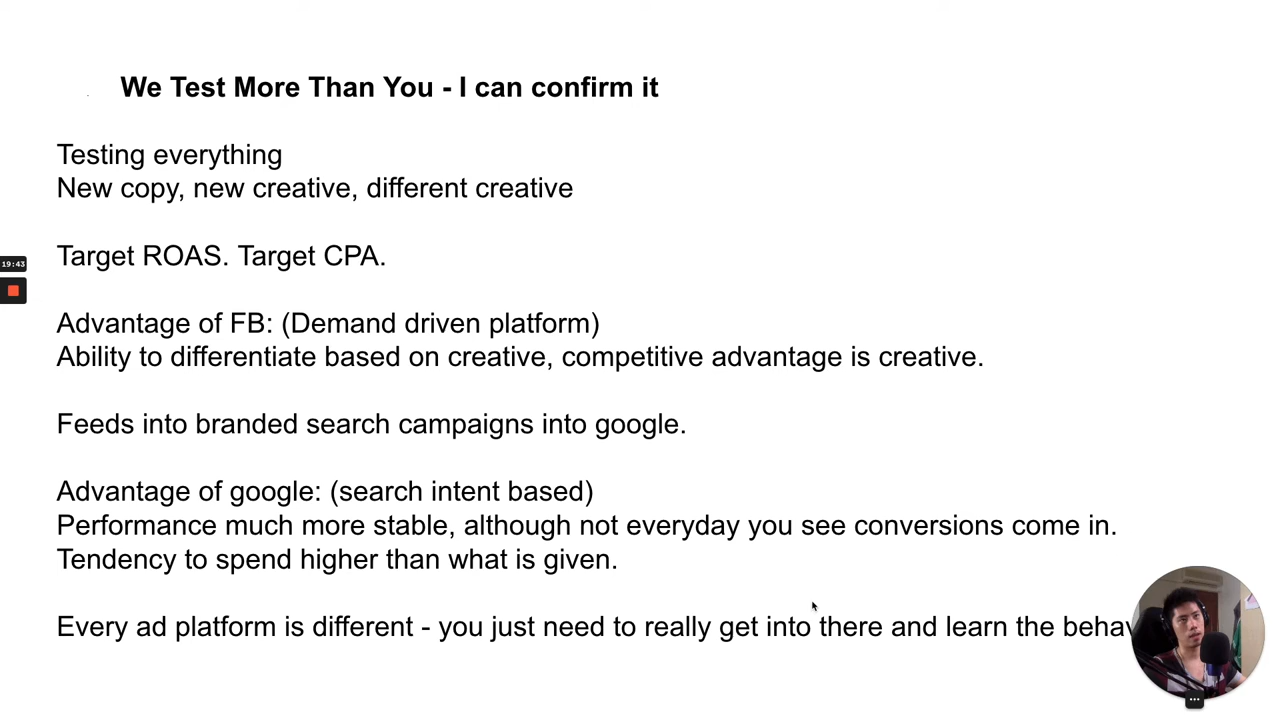 We Test More Than You - I can confirm it
Testing everything
New copy, new creative, different creative
Target ROAS. Target CPA.
19:43
Advantage of FB: (Demand driven platform)
Ability to differentiate based on creative, competitive advantage is creative.
Feeds into branded search campaigns into google.
Advantage of google: (search intent based)
Performance much more stable, although not everyday you see conversions come in.
Tendency to spend higher than what is given.
Every ad platform is different - you just need to really get into there and learn the behav